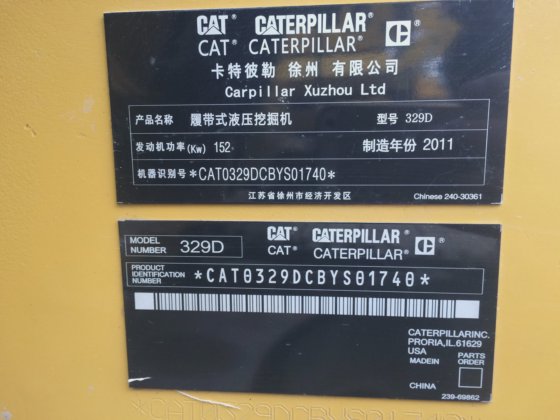 CAT CATERPILLAR C
CAT® CATERPILLAR®
卡特彼勒 徐州 有限公司
Carpillar Xuzhou Ltd
产品名称 履带式液压挖掘机 型号 329D
发动机功率(Kw) 152 制造年份 2011
机器识别号 *CAT0329DCBYS01740*
江苏省徐州市经济开发区 Chinese 240-30361
MODEL NUMBER 329D
CAT CATERPILLAR C
CAT® CATERPILLAR®
PRODUCT IDENTIFICATION NUMBER *CAT0329DCBYS01740*
CATERPILLARINC.
PRORIA,IL.61629
USA
MADE IN PARTS ORDER
CHINA
239-69862